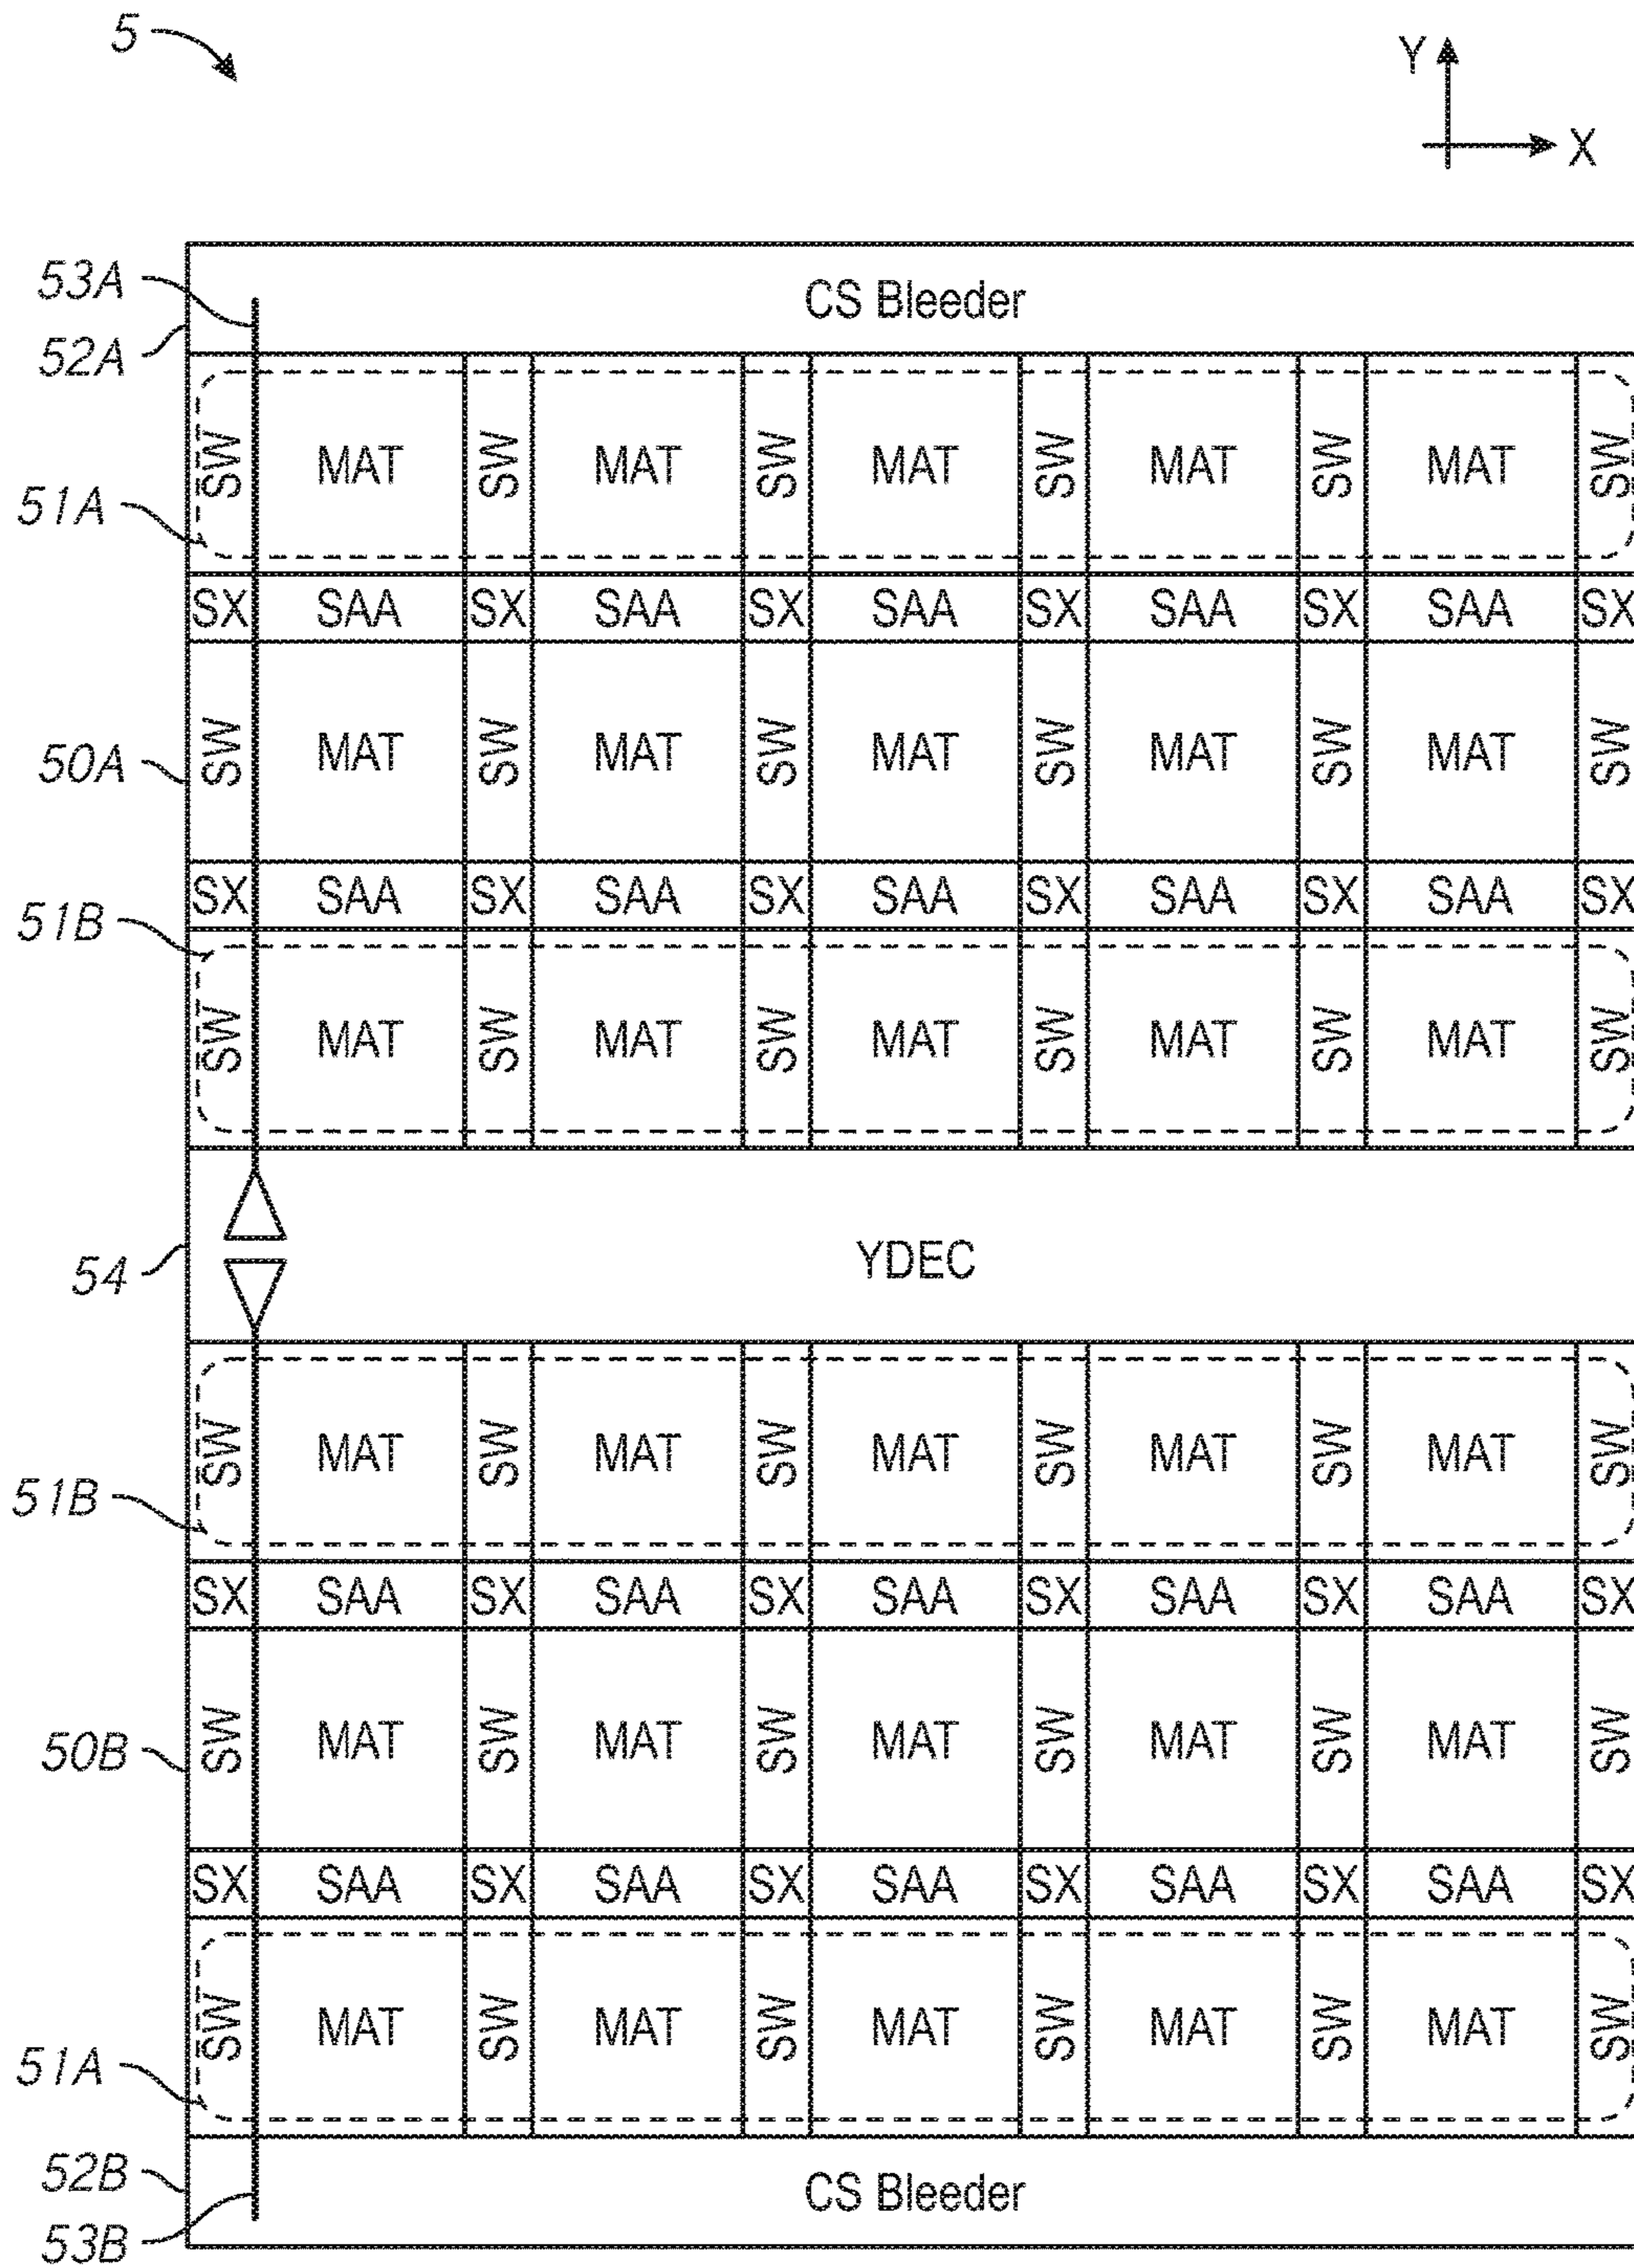 5
Y
X
53A
CS Bleeder
52A
SW MAT SW MAT SW MAT SW MAT SW MAT SW
51A
SX SAA SX SAA SX SAA SX SAA SX SAA SX
50A SW MAT SW MAT SW MAT SW MAT SW MAT SW
SX SAA SX SAA SX SAA SX SAA SX SAA SX
51B
SW MAT SW MAT SW MAT SW MAT SW MAT SW
54 YDEC
SW MAT SW MAT SW MAT SW MAT SW MAT SW
51B
SX SAA SX SAA SX SAA SX SAA SX SAA SX
50B SW MAT SW MAT SW MAT SW MAT SW MAT SW
SX SAA SX SAA SX SAA SX SAA SX SAA SX
SW MAT SW MAT SW MAT SW MAT SW MAT SW
51A
52B CS Bleeder
53B